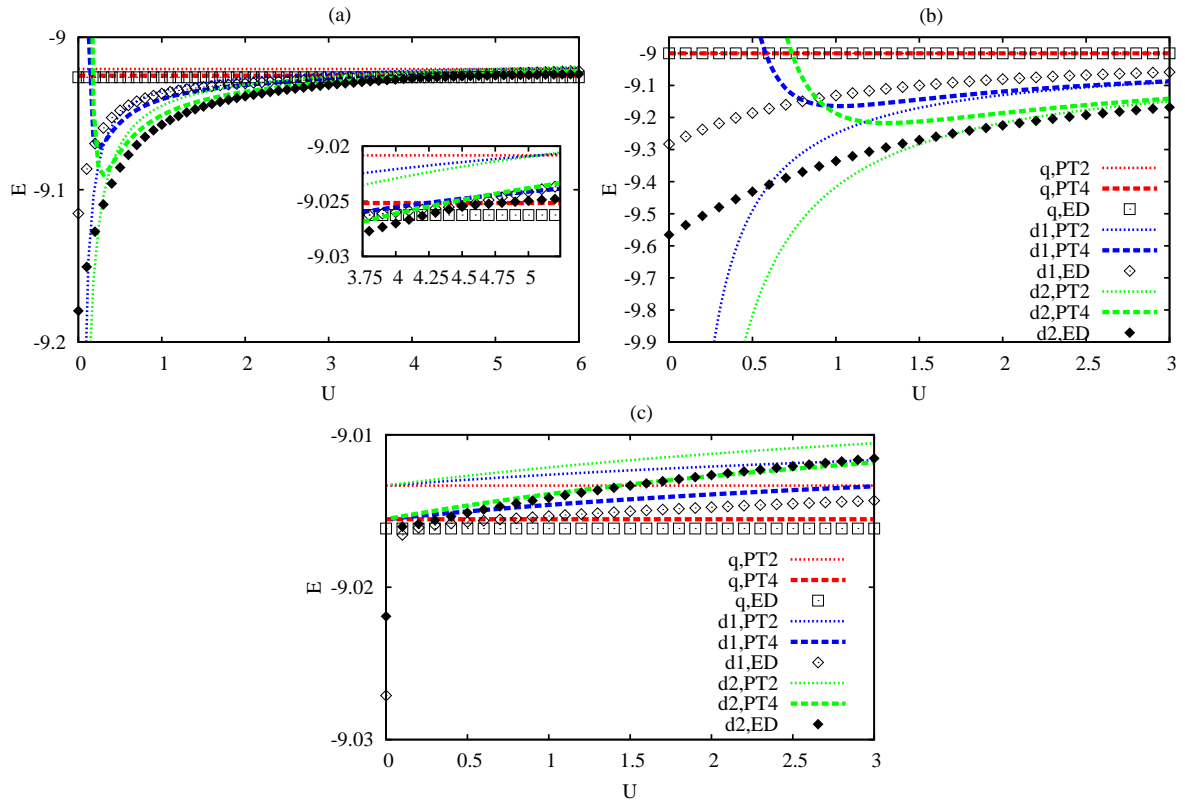 (a)
-9
-9.1
-9.2
E
0
1
2
3
4
5
6
U
-9.02
-9.025
-9.03
3.75
4
4.25
4.5
4.75
5
(b)
-9
-9.1
-9.2
-9.3
-9.4
-9.5
-9.6
-9.7
-9.8
-9.9
E
0
0.5
1
1.5
2
2.5
3
U
q,PT2
q,PT4
q,ED
d1,PT2
d1,PT4
d1,ED
d2,PT2
d2,PT4
d2,ED
(c)
-9.01
-9.02
-9.03
E
0
0.5
1
1.5
2
2.5
3
U
q,PT2
q,PT4
q,ED
d1,PT2
d1,PT4
d1,ED
d2,PT2
d2,PT4
d2,ED